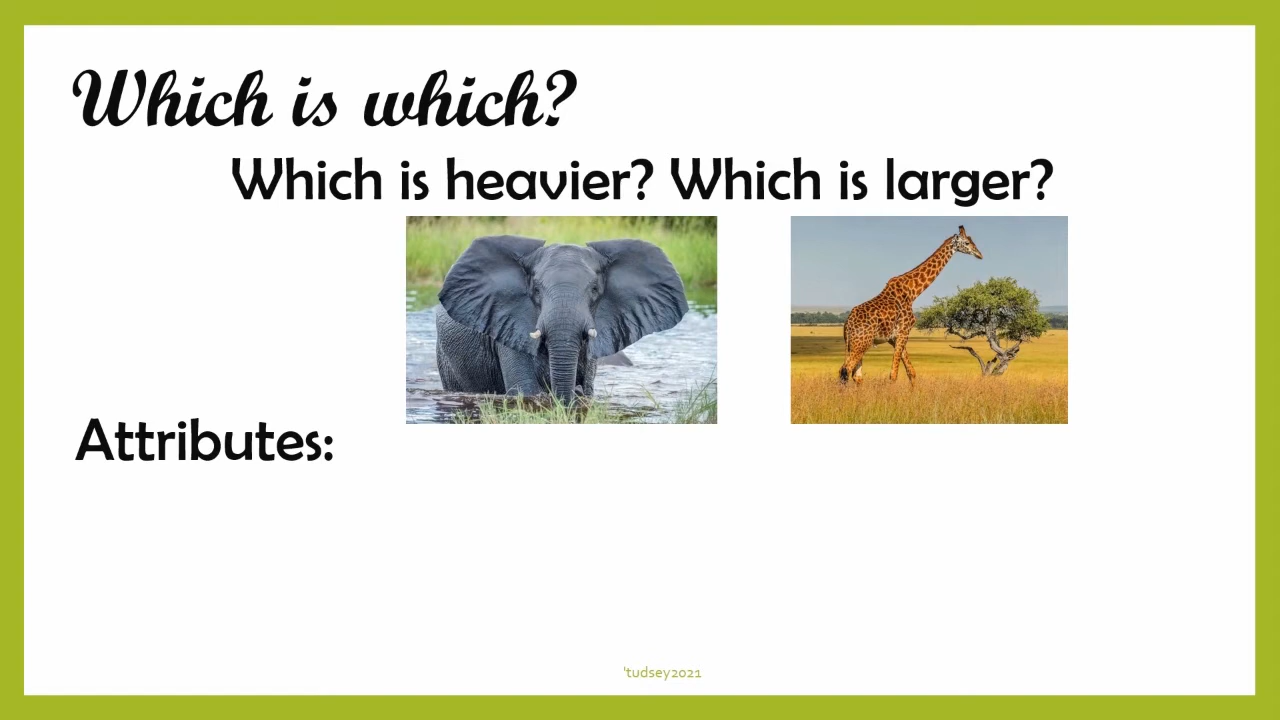 Which is which?
Which is heavier? Which is larger?
Attributes:
'tudsey2021